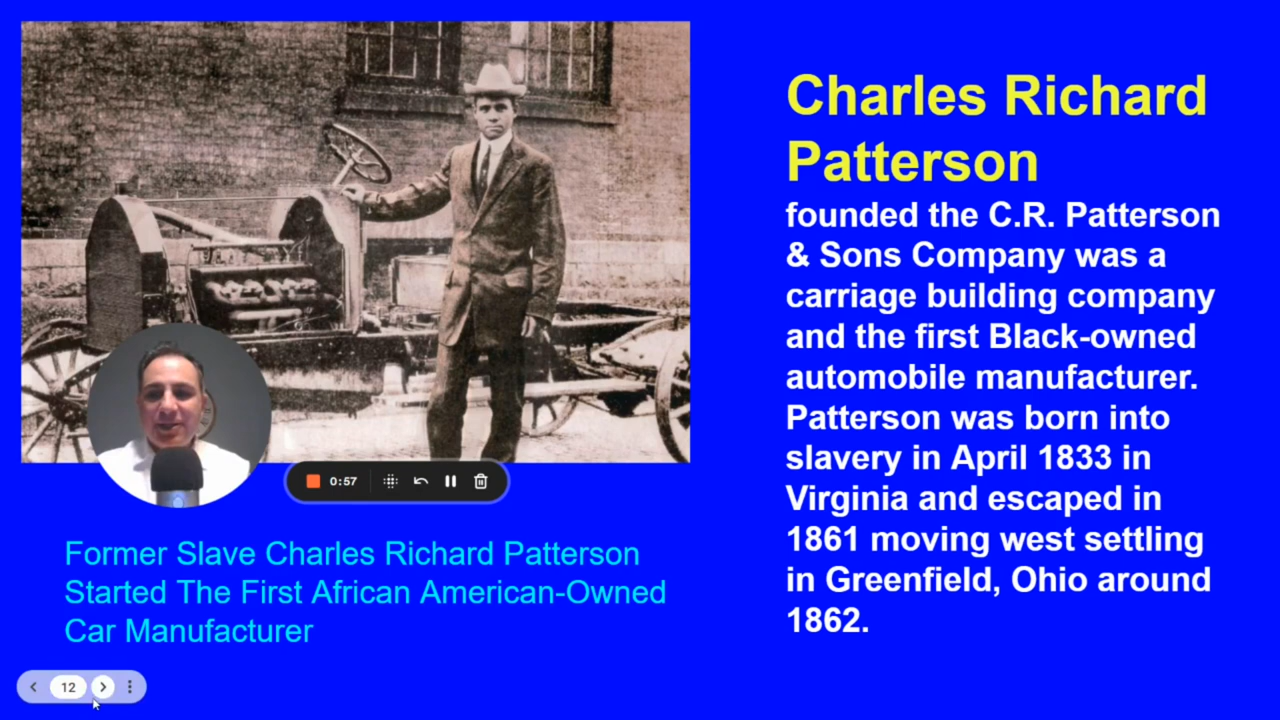 Charles Richard
Patterson
founded the C.R. Patterson
& Sons Company was a
carriage building company
and the first Black-owned
automobile manufacturer.
Patterson was born into
slavery in April 1833 in
Virginia and escaped in
1861 moving west settling
in Greenfield, Ohio around
1862.
0:57
Former Slave Charles Richard Patterson
Started The First African American-Owned
Car Manufacturer
12